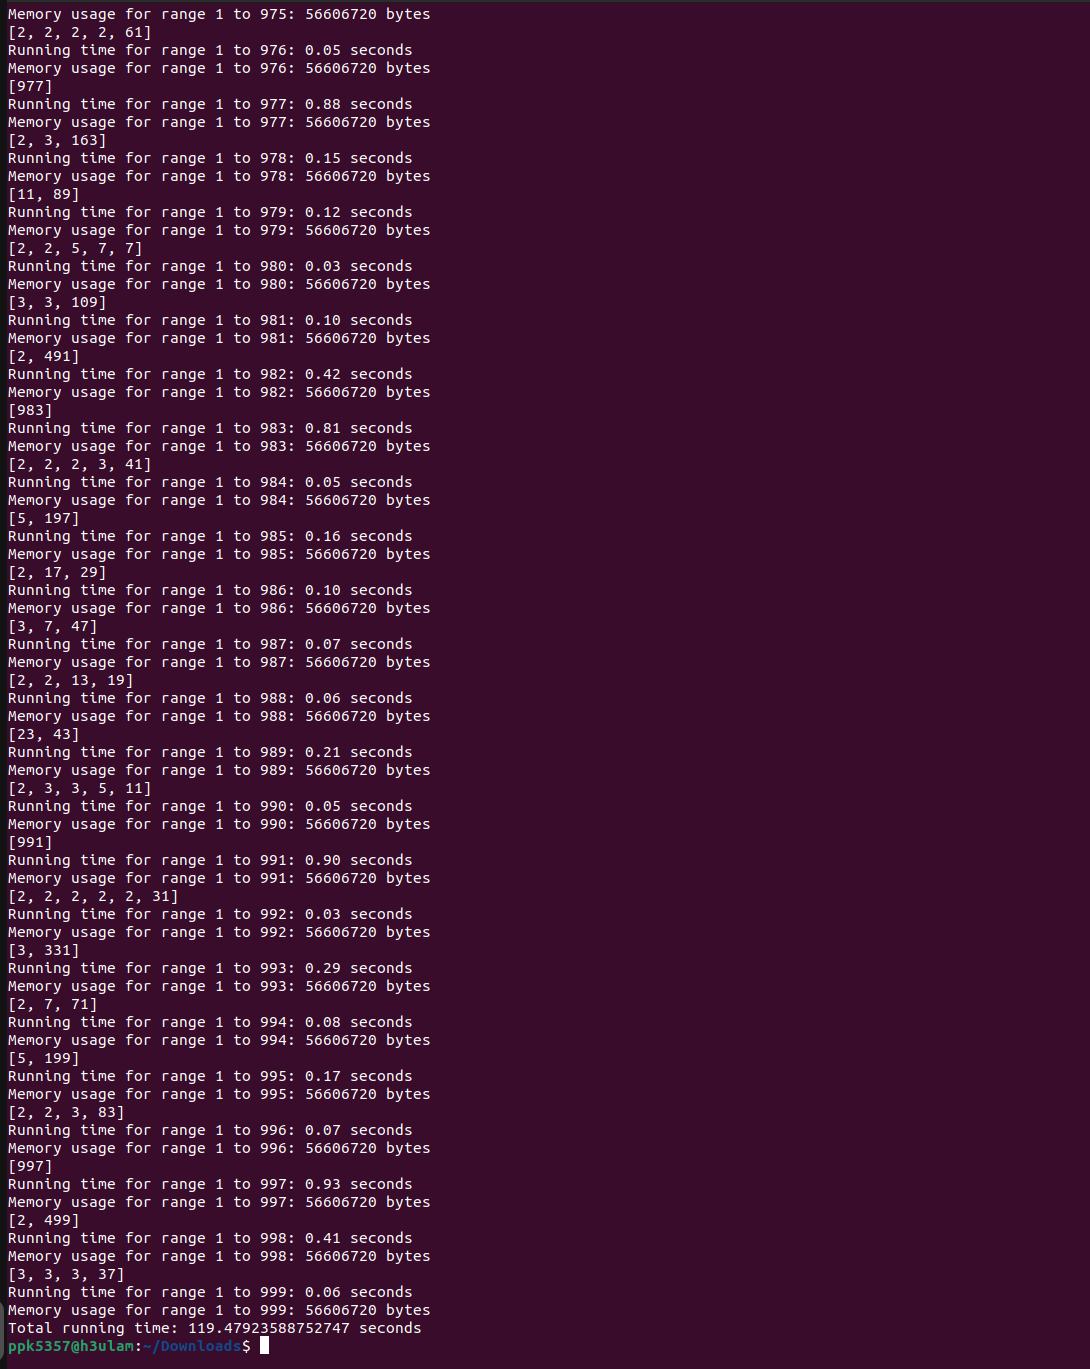 Memory usage for range 1 to 975: 56606720 bytes
[2, 2, 2, 2, 61]
Running time for range 1 to 976: 0.05 seconds
Memory usage for range 1 to 976: 56606720 bytes
[977]
Running time for range 1 to 977: 0.88 seconds
Memory usage for range 1 to 977: 56606720 bytes
[2, 3, 163]
Running time for range 1 to 978: 0.15 seconds
Memory usage for range 1 to 978: 56606720 bytes
[11, 89]
Running time for range 1 to 979: 0.12 seconds
Memory usage for range 1 to 979: 56606720 bytes
[2, 2, 5, 7, 7]
Running time for range 1 to 980: 0.03 seconds
Memory usage for range 1 to 980: 56606720 bytes
[3, 3, 109]
Running time for range 1 to 981: 0.10 seconds
Memory usage for range 1 to 981: 56606720 bytes
[2, 491]
Running time for range 1 to 982: 0.42 seconds
Memory usage for range 1 to 982: 56606720 bytes
[983]
Running time for range 1 to 983: 0.81 seconds
Memory usage for range 1 to 983: 56606720 bytes
[2, 2, 2, 3, 41]
Running time for range 1 to 984: 0.05 seconds
Memory usage for range 1 to 984: 56606720 bytes
[5, 197]
Running time for range 1 to 985: 0.16 seconds
Memory usage for range 1 to 985: 56606720 bytes
[2, 17, 29]
Running time for range 1 to 986: 0.10 seconds
Memory usage for range 1 to 986: 56606720 bytes
[3, 7, 47]
Running time for range 1 to 987: 0.07 seconds
Memory usage for range 1 to 987: 56606720 bytes
[2, 2, 13, 19]
Running time for range 1 to 988: 0.06 seconds
Memory usage for range 1 to 988: 56606720 bytes
[23, 43]
Running time for range 1 to 989: 0.21 seconds
Memory usage for range 1 to 989: 56606720 bytes
[2, 3, 3, 5, 11]
Running time for range 1 to 990: 0.05 seconds
Memory usage for range 1 to 990: 56606720 bytes
[991]
Running time for range 1 to 991: 0.90 seconds
Memory usage for range 1 to 991: 56606720 bytes
[2, 2, 2, 2, 2, 31]
Running time for range 1 to 992: 0.03 seconds
Memory usage for range 1 to 992: 56606720 bytes
[3, 331]
Running time for range 1 to 993: 0.29 seconds
Memory usage for range 1 to 993: 56606720 bytes
[2, 7, 71]
Running time for range 1 to 994: 0.08 seconds
Memory usage for range 1 to 994: 56606720 bytes
[5, 199]
Running time for range 1 to 995: 0.17 seconds
Memory usage for range 1 to 995: 56606720 bytes
[2, 2, 3, 83]
Running time for range 1 to 996: 0.07 seconds
Memory usage for range 1 to 996: 56606720 bytes
[997]
Running time for range 1 to 997: 0.93 seconds
Memory usage for range 1 to 997: 56606720 bytes
[2, 499]
Running time for range 1 to 998: 0.41 seconds
Memory usage for range 1 to 998: 56606720 bytes
[3, 3, 3, 37]
Running time for range 1 to 999: 0.06 seconds
Memory usage for range 1 to 999: 56606720 bytes
Total running time: 119.47923588752747 seconds
ppk5357@h3ulam:~/Downloads$